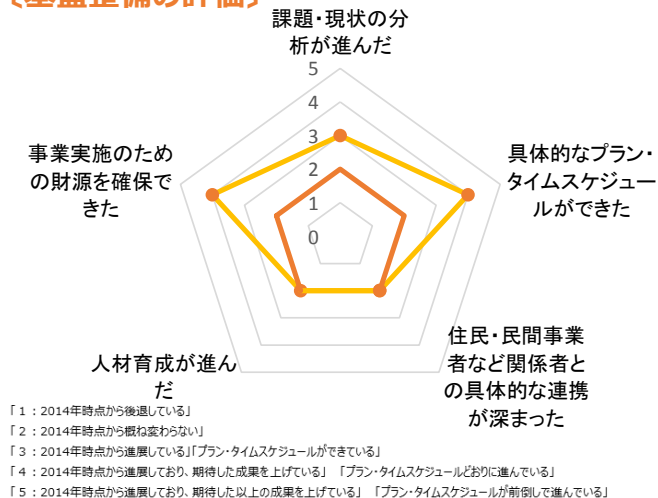 〔基盤整備の評価〕
課題・現状の分
析が進んだ
5
4
3
2
1
0
事業実施のため
の財源を確保で
きた
具体的なプラン・
タイムスケジュー
ルができた
人材育成が進ん
だ
住民・民間事業
者など関係者と
の具体的な連携
が深まった
「1：2014年時点から後退している」
「2：2014年時点から概ね変わらない」
「3：2014年時点から進展している」「プラン・タイムスケジュールができている」
「4：2014年時点から進展しており、期待した成果を上げている」 「プラン・タイムスケジュールどおりに進んでいる」
「5：2014年時点から進展しており、期待した以上の成果を上げている」 「プラン・タイムスケジュールが前倒しで進んでいる」